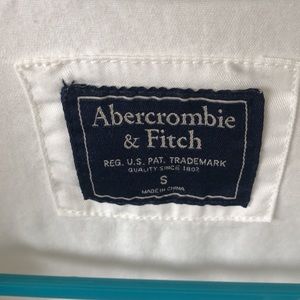 Abercrombie
& Fitch
REG. U.S. PAT. TRADEMARK
QUALITY SINCE 1892
S
MADE IN CHINA